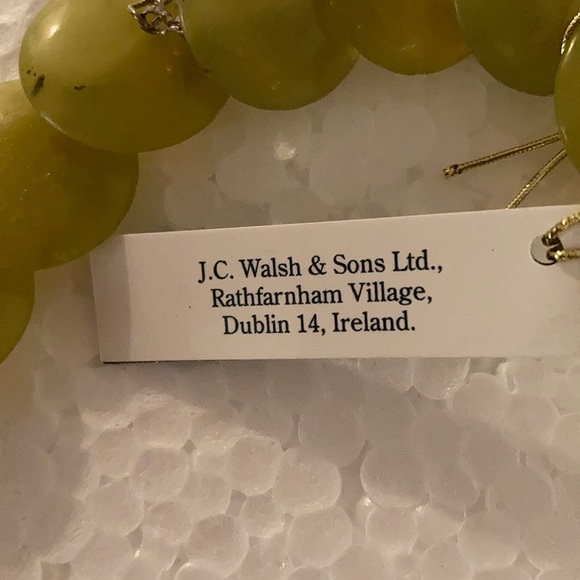 J.C. Walsh & Sons Ltd.,
Rathfarnham Village,
Dublin 14, Ireland.